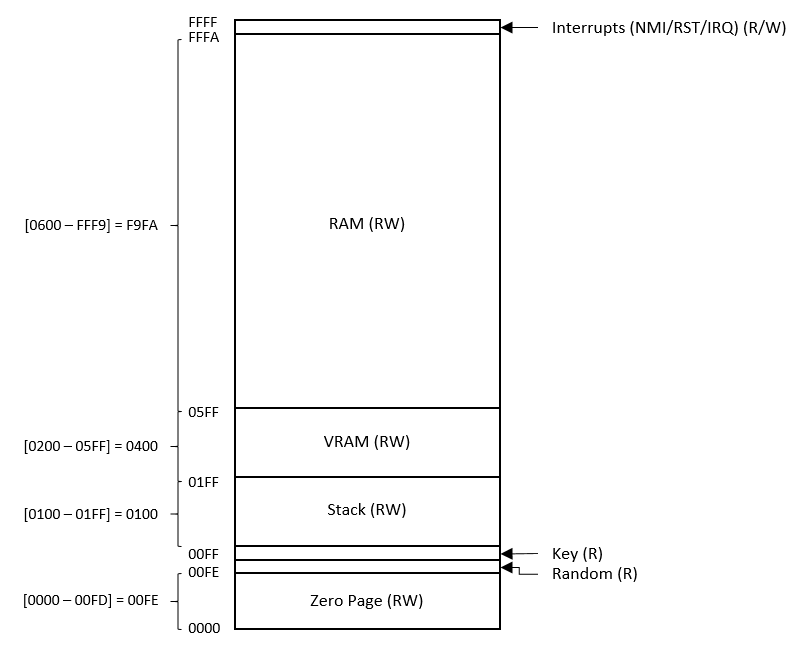 FFFF
Interrupts (NMI/RST/IRQ) (R/W)
FFFA
[0600 – FFF9] = F9FA
RAM (RW)
05FF
[0200 – 05FF] = 0400
VRAM (RW)
01FF
[0100 – 01FF] = 0100
Stack (RW)
00FF
Key (R)
00FE
Random (R)
[0000 – 00FD] = 00FE
Zero Page (RW)
0000